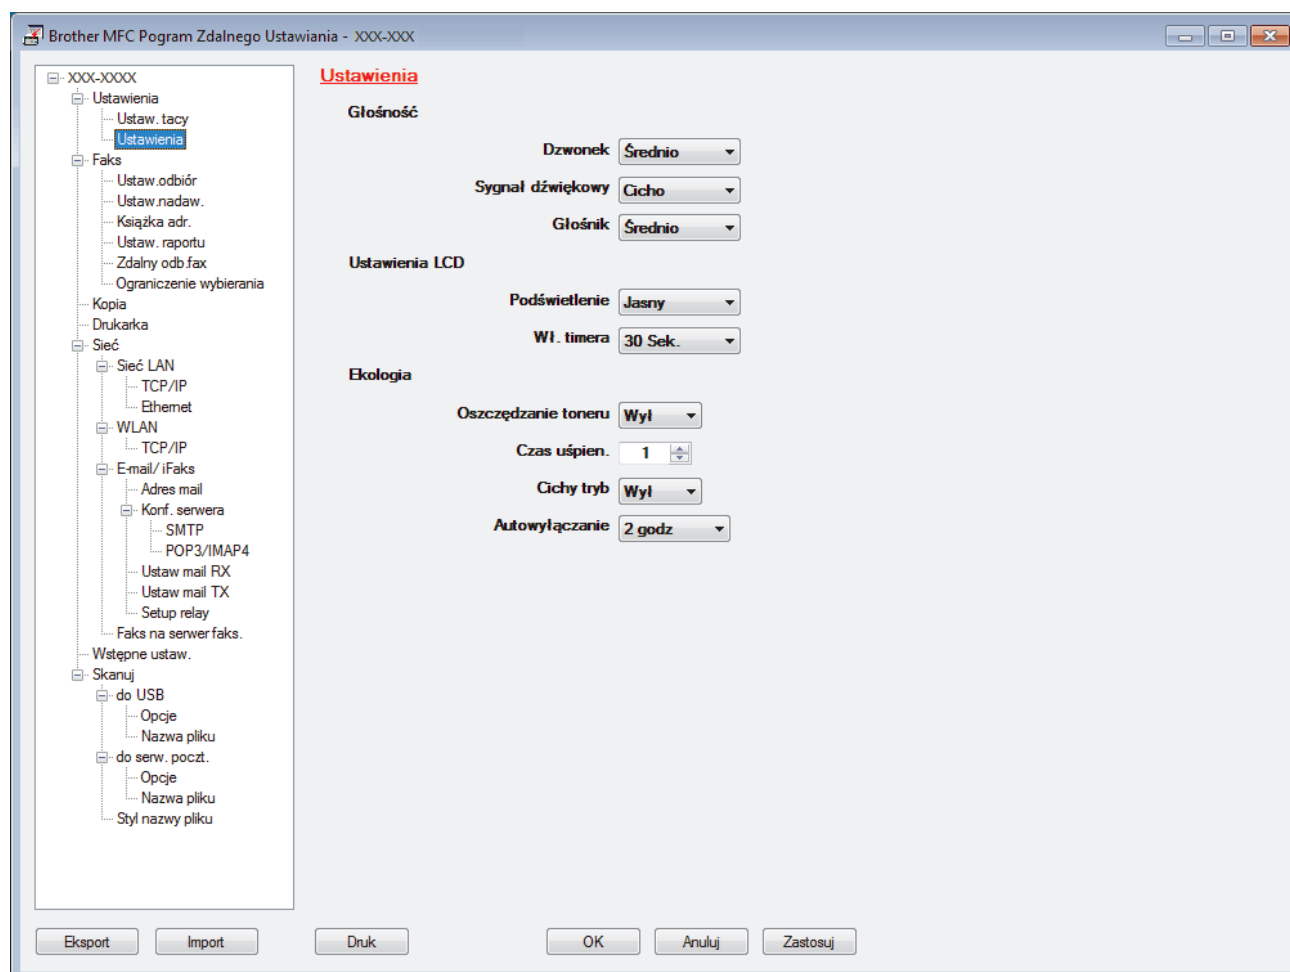 Brother MFC Pogram Zdalnego Ustawiania - XXX-XXX
XXX-XXXX
Ustawienia
Ustaw. tacy
Ustawienia
Faks
Ustaw.odbiór
Ustaw.nadaw.
Książka adr.
Ustaw. raportu
Zdalny odb.fax
Ograniczenie wybierania
Kopia
Drukarka
Sieć
Sieć LAN
TCP/IP
Ethernet
WLAN
TCP/IP
E-mail/ iFaks
Adres mail
Konf. serwera
SMTP
POP3/IMAP4
Ustaw mail RX
Ustaw mail TX
Setup relay
Faks na serwer faks.
Wstępne ustaw.
Skanuj
do USB
Opcje
Nazwa pliku
do serw. poczt.
Opcje
Nazwa pliku
Styl nazwy pliku
Ustawienia
Głośność
Dzwonek Średnio
Sygnał dźwiękowy Cicho
Głośnik Średnio
Ustawienia LCD
Podświetlenie Jasny
Wł. timera 30 Sek.
Ekologia
Oszczędzanie toneru Wył
Czas uśpien. 1
Cichy tryb Wył
Autowyłączanie 2 godz
Eksport Import Druk OK Anuluj Zastosuj